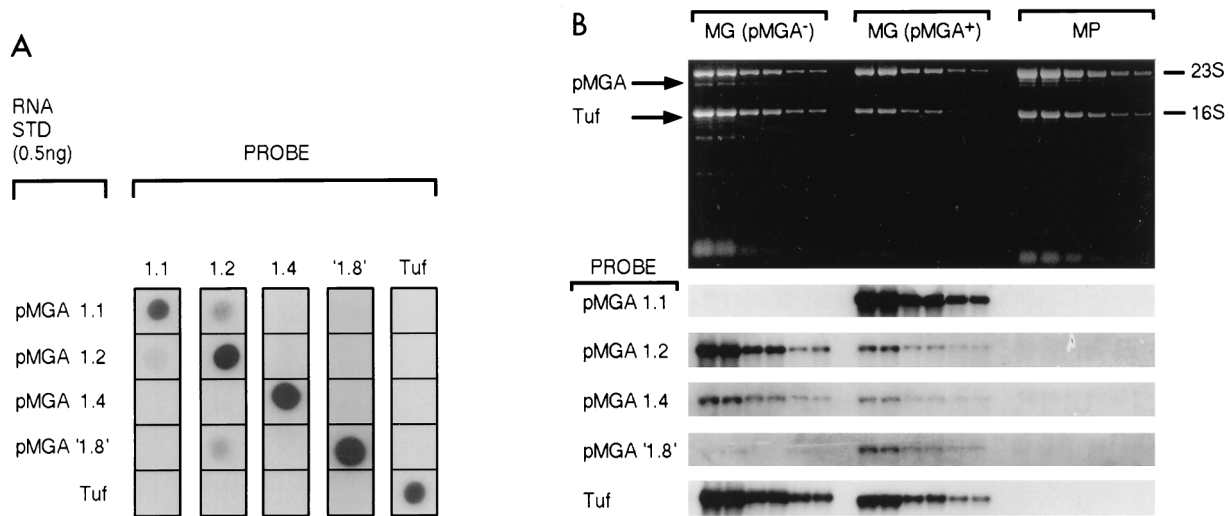 A
RNA
STD
(0.5ng)
PROBE
1.1 1.2 1.4 '1.8' Tuf
pMGA 1.1
pMGA 1.2
pMGA 1.4
pMGA '1.8'
Tuf
B
MG (pMGA-) MG (pMGA+) MP
pMGA
Tuf
23S
16S
PROBE
pMGA 1.1
pMGA 1.2
pMGA 1.4
pMGA '1.8'
Tuf